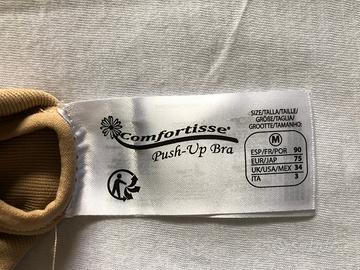 Comfortisse®
Push-Up Bra
SIZE/TALLA/TAILLE/
GRÖßE/TAGLIA/
GROOTTE/TAMANHO:
M
ESP/FR/POR 90
EUR/JAP 75
UK/USA/MEX 34
ITA 3